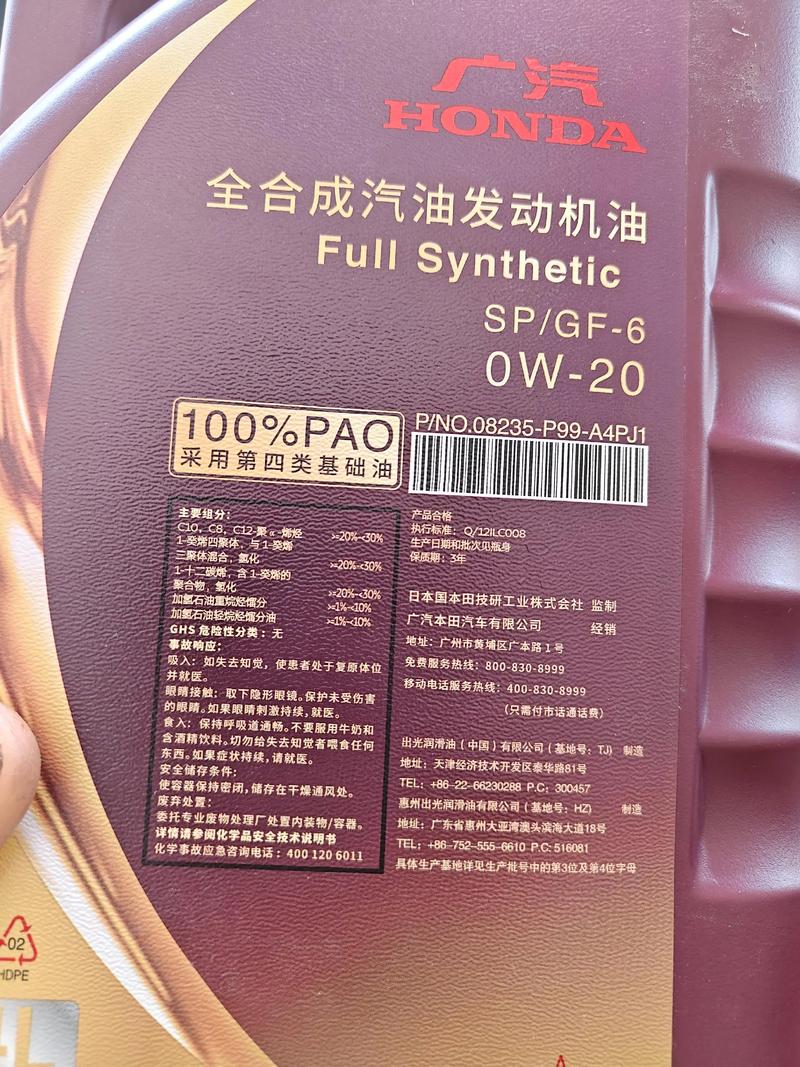 广汽
HONDA
全合成汽油发动机油
Full Synthetic
SP/GF-6
0W-20
100%PAO
采用第四类基础油
P/NO.08235-P99-A4PJ1
主要组分:
C10，C8，C12-聚α-烯烃 >=20%-<30%
1-癸烯四聚体，与1-癸烯
三聚体混合，氢化 >=20%-<30%
1-十二碳烯，含1-癸烯的
聚合物，氢化 >=20%-<30%
加氢石油重烷烃馏分 >=1%-<10%
加氢石油轻烷烃馏分油 >=1%-<10%
GHS 危险性分类：无
事故响应：
吸入：如失去知觉，使患者处于复原体位
并就医。
眼睛接触：取下隐形眼镜。保护未受伤害
的眼睛。如果眼睛刺激持续，就医。
食入：保持呼吸道通畅。不要服用牛奶和
含酒精饮料。切勿给失去知觉者喂食任何
东西。如果症状持续，请就医。
安全储存条件：
使容器保持密闭，储存在干燥通风处。
废弃处置：
委托专业废物处理厂处置内装物/容器。
详情请参阅化学品安全技术说明书
化学事故应急咨询电话：400 120 6011
产品合格
执行标准：Q/12ILC008
生产日期和批次见瓶身
保质期：3年
日本国本田技研工业株式会社 监制
广汽本田汽车有限公司 经销
地址：广州市黄埔区广本路1号
免费服务热线：800-830-8999
移动电话服务热线：400-830-8999
（只需付市话通话费）
出光润滑油（中国）有限公司（基地号：TJ） 制造
地址：天津经济技术开发区泰华路81号
TEL：+86-22-66230288 P.C：300457
惠州出光润滑油有限公司（基地号：HZ） 制造
地址：广东省惠州大亚湾澳头滨海大道18号
TEL：+86-752-555-6610 P.C：516081
具体生产基地详见生产批号中的第3位及第4位字母
02
HDPE
4L